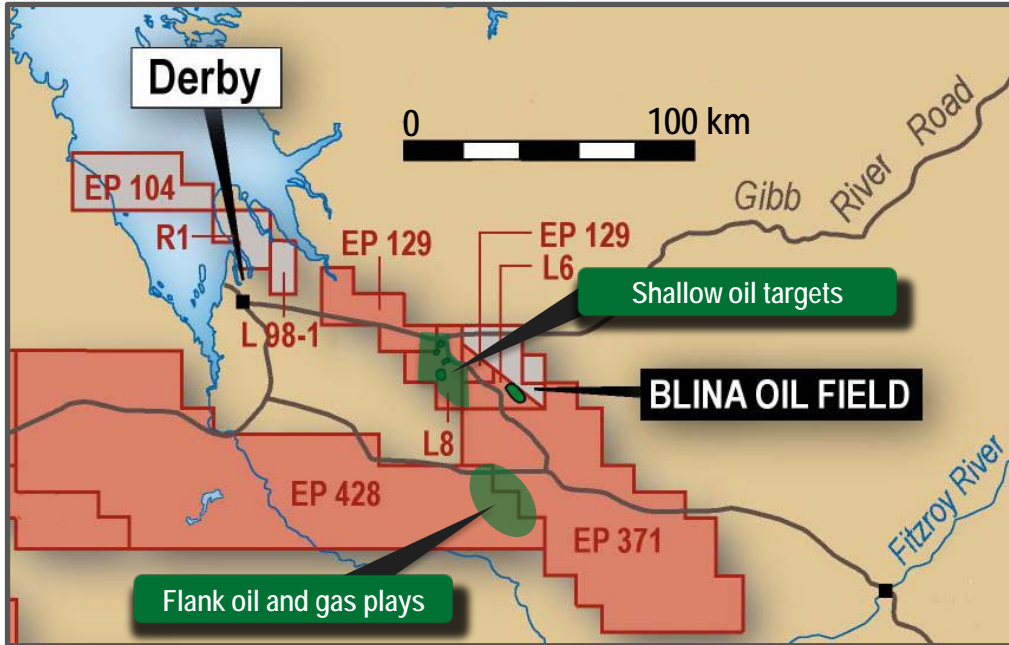 Derby
0 100 km
Gibb River Road
EP 104
R1
EP 129
EP 129
L6
Shallow oil targets
L 98-1
BLINA OIL FIELD
L8
EP 428
EP 371
Fitzroy River
Flank oil and gas plays